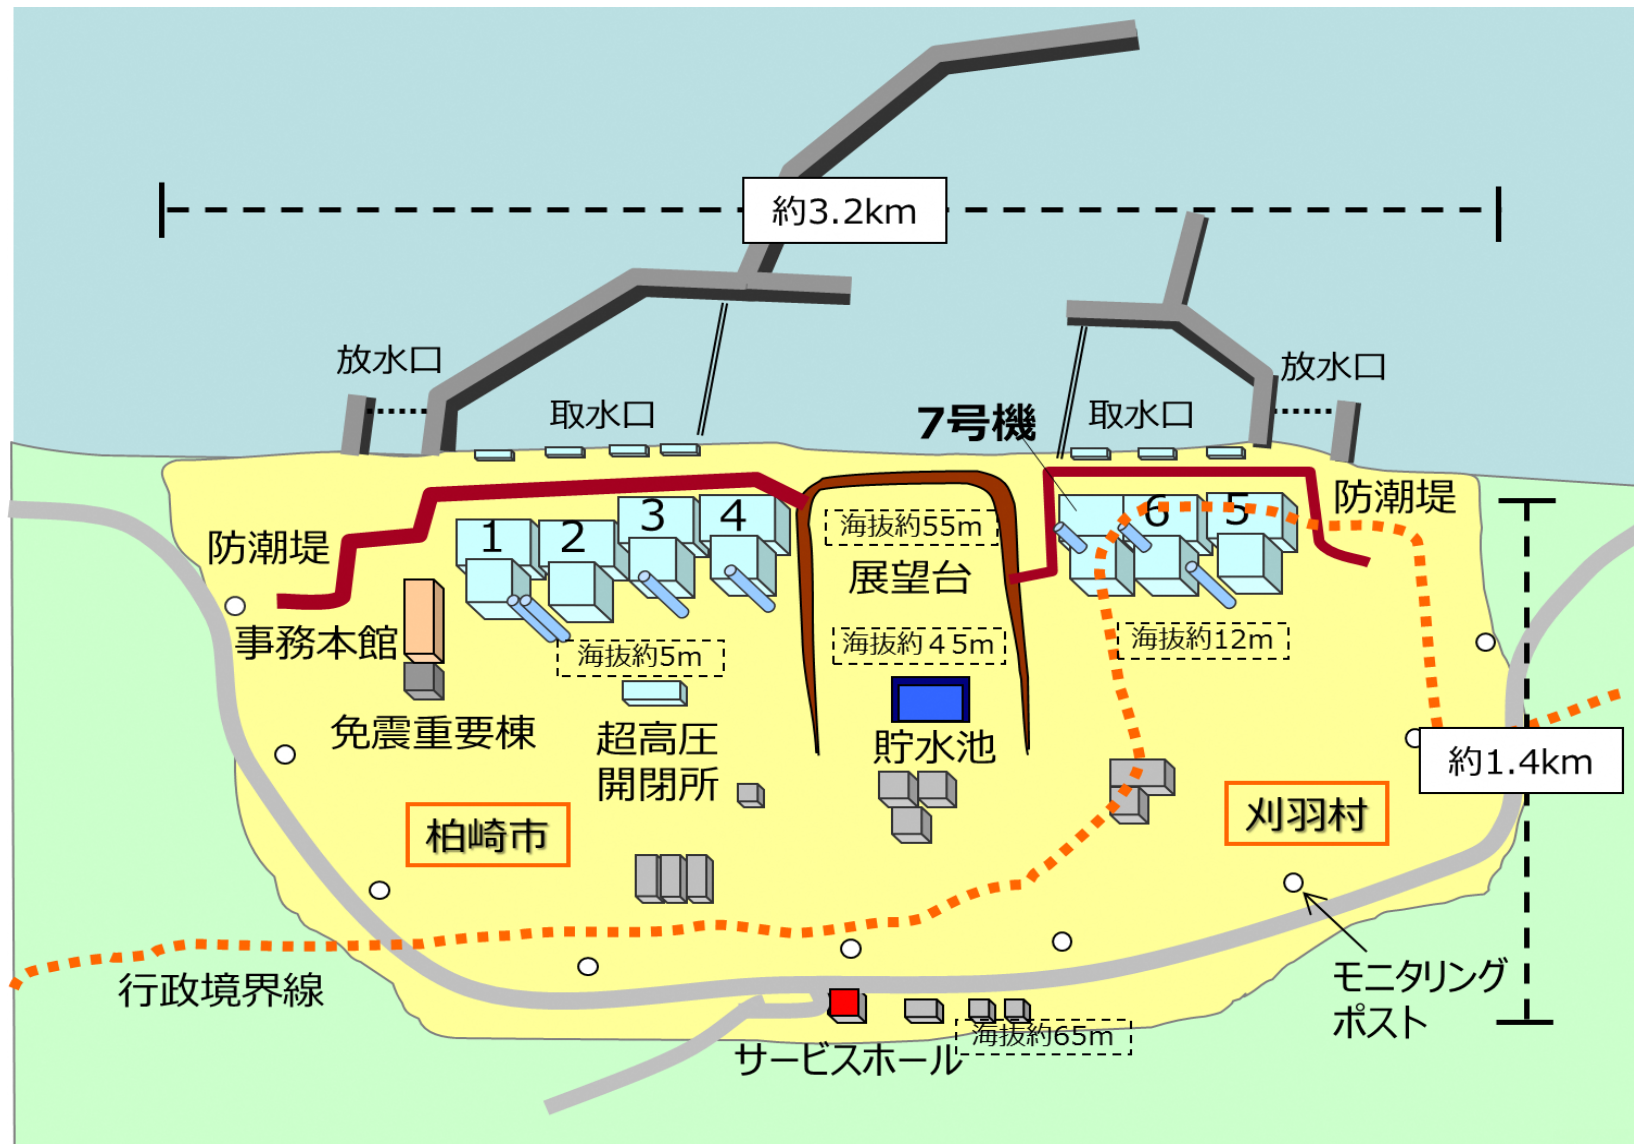 約3.2km
放水口
取水口
7号機
取水口
放水口
防潮堤
1
2
3
4
海抜約55m
展望台
6
5
防潮堤
事務本館
海抜約5m
海抜約45m
海抜約12m
免震重要棟
超高圧
開閉所
貯水池
約1.4km
柏崎市
刈羽村
行政境界線
モニタリング
ポスト
サービスホール
海抜約65m